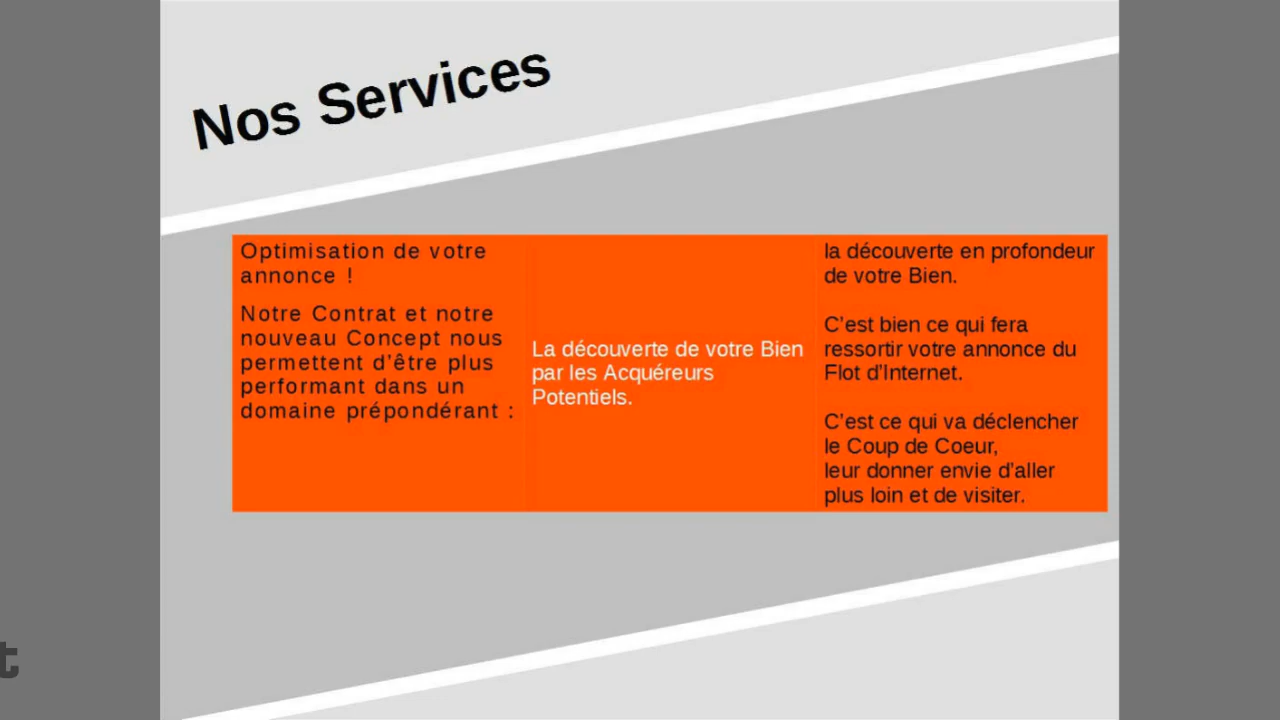 Nos Services
Optimisation de votre
annonce !
Notre Contrat et notre
nouveau Concept nous
permettent d'être plus
performant dans un
domaine prépondérant :
La découverte de votre Bien
par les Acquéreurs
Potentiels.
la découverte en profondeur
de votre Bien.
C'est bien ce qui fera
ressortir votre annonce du
Flot d'Internet.
C'est ce qui va déclencher
le Coup de Coeur,
leur donner envie d'aller
plus loin et de visiter.
t